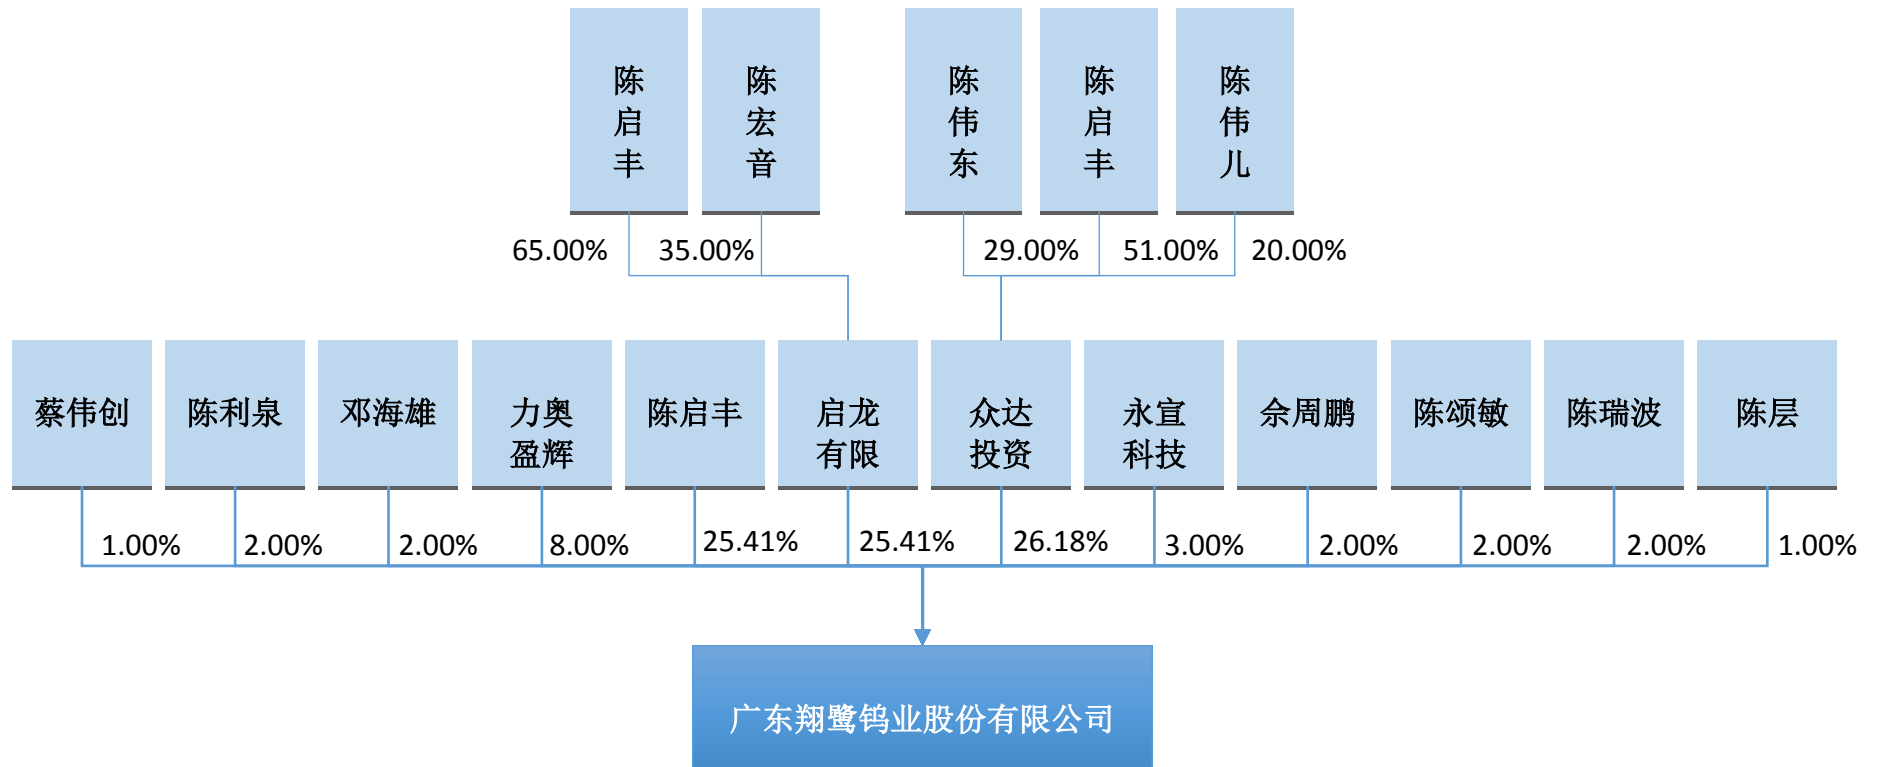 陈启丰
陈宏音
陈伟东
陈启丰
陈伟儿
65.00%
35.00%
29.00%
51.00%
20.00%
蔡伟创
陈利泉
邓海雄
力奥
盈辉
陈启丰
启龙
有限
众达
投资
永宣
科技
佘周鹏
陈颂敏
陈瑞波
陈层
1.00%
2.00%
2.00%
8.00%
25.41%
25.41%
26.18%
3.00%
2.00%
2.00%
2.00%
1.00%
广东翔鹭钨业股份有限公司